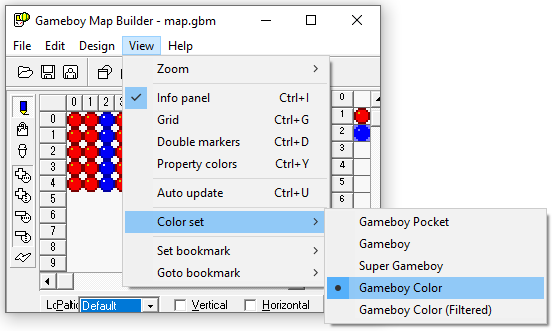 Gameboy Map Builder - map.gbm
File Edit Design View Help
Zoom
Info panel Ctrl+I
Grid Ctrl+G
Double markers Ctrl+D
Property colors Ctrl+Y
Auto update Ctrl+U
Color set
Set bookmark
Goto bookmark
Gameboy Pocket
Gameboy
Super Gameboy
Gameboy Color
Gameboy Color (Filtered)
0 1 2 3
0
1
2
3
4
5
6
7
8
9
0
1
2
3
4
5
6
Default Vertical Horizontal